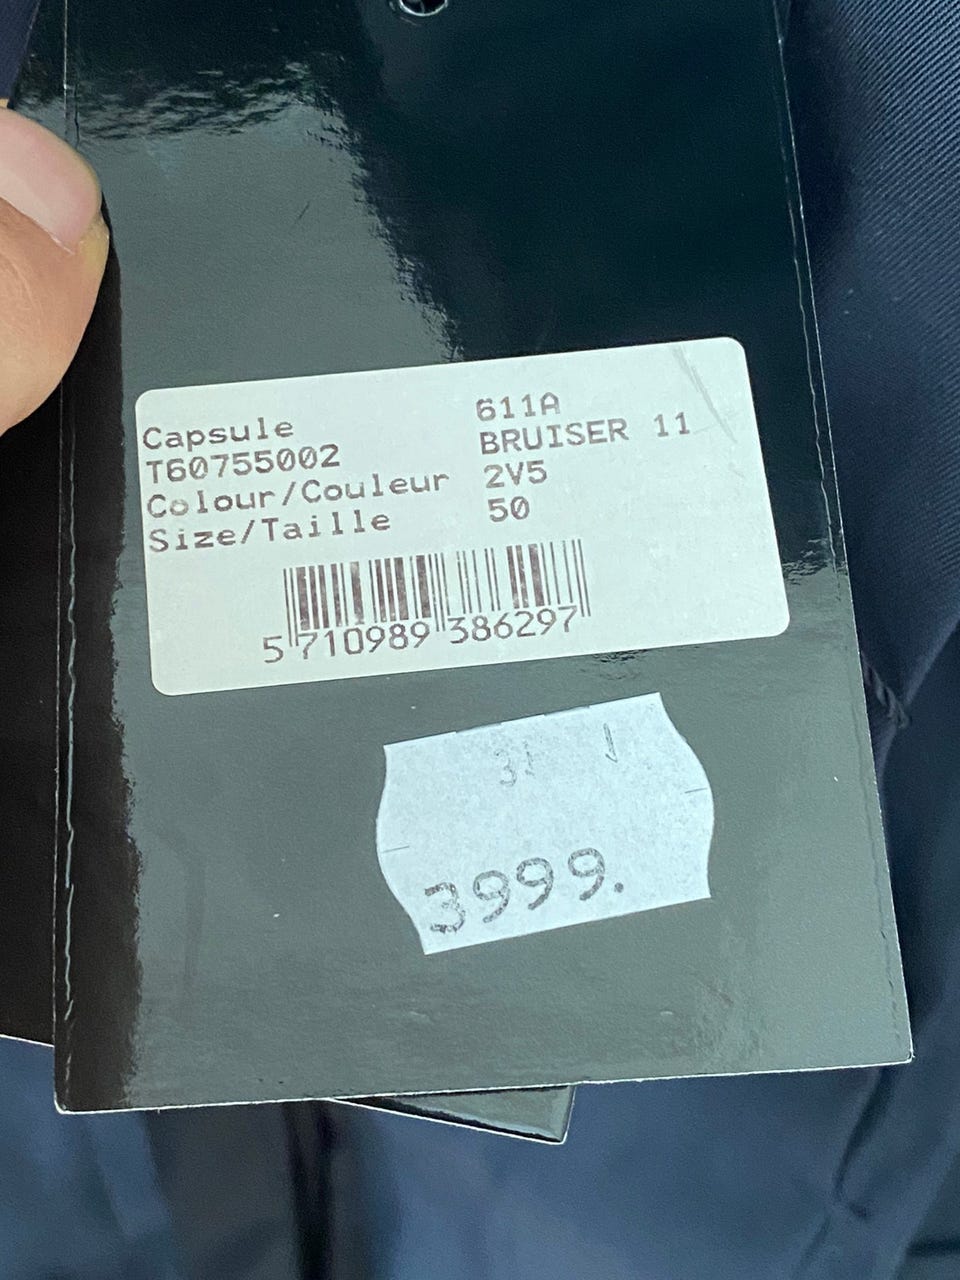 Capsule 611A
T60755002 BRUISER 11
Colour/Couleur 2V5
Size/Taille 50
5 710989 386297
3999.